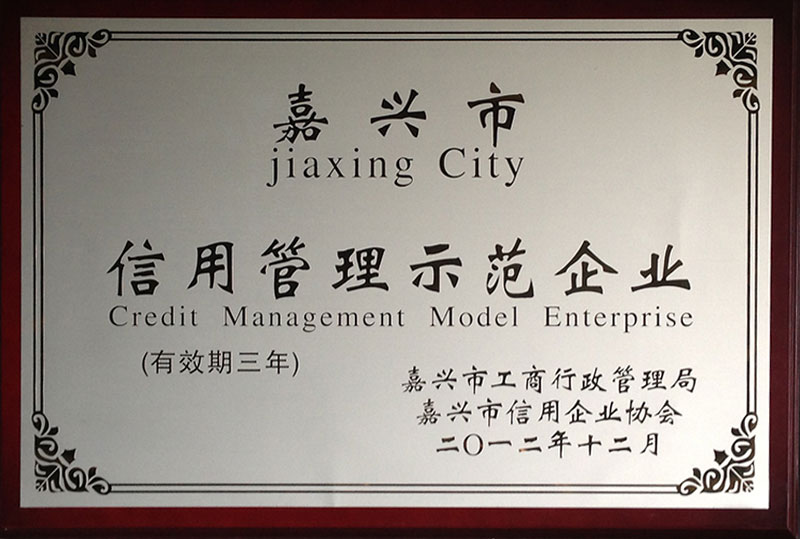 嘉兴市
jiaxing City
信用管理示范企业
Credit Management Model Enterprise
(有效期三年)
嘉兴市工商行政管理局
嘉兴市信用企业协会
二〇一二年十二月